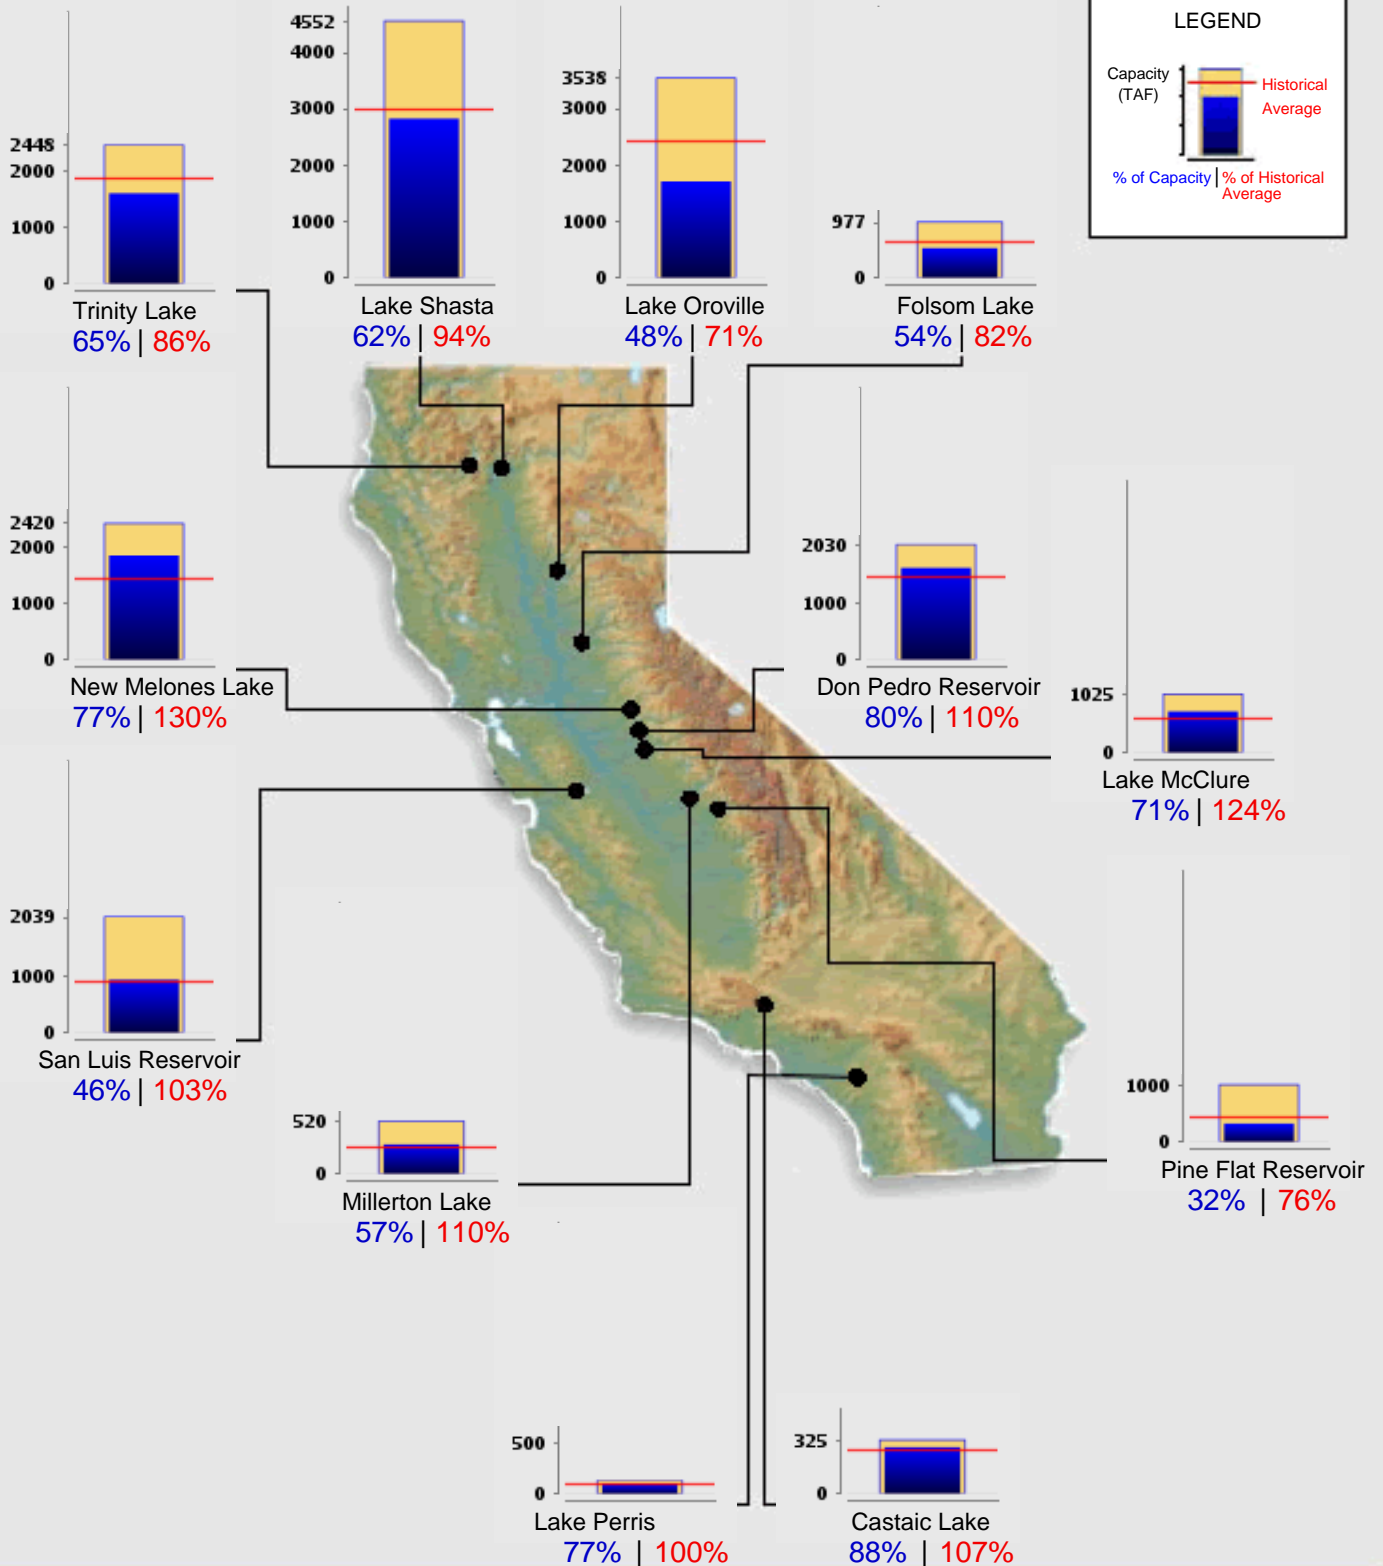 LEGEND
Capacity
(TAF)
Historical
Average
% of Capacity | % of Historical
Average
2448
2000
1000
0
Trinity Lake
65% | 86%
4552
4000
3000
2000
1000
0
Lake Shasta
62% | 94%
3538
3000
2000
1000
0
Lake Oroville
48% | 71%
977
0
Folsom Lake
54% | 82%
2420
2000
1000
0
New Melones Lake
77% | 130%
2030
1000
0
Don Pedro Reservoir
80% | 110%
1025
0
Lake McClure
71% | 124%
2039
1000
0
San Luis Reservoir
46% | 103%
520
0
Millerton Lake
57% | 110%
1000
0
Pine Flat Reservoir
32% | 76%
500
0
Lake Perris
77% | 100%
325
0
Castaic Lake
88% | 107%